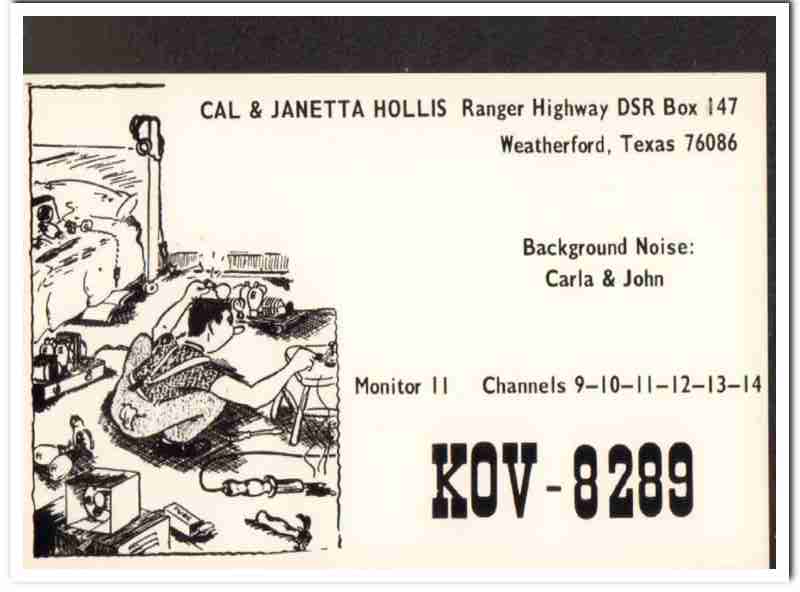 CAL & JANETTA HOLLIS Ranger Highway DSR Box 147
Weatherford, Texas 76086
Background Noise:
Carla & John
Monitor 11 Channels 9–10–11–12–13–14
KOV-8289